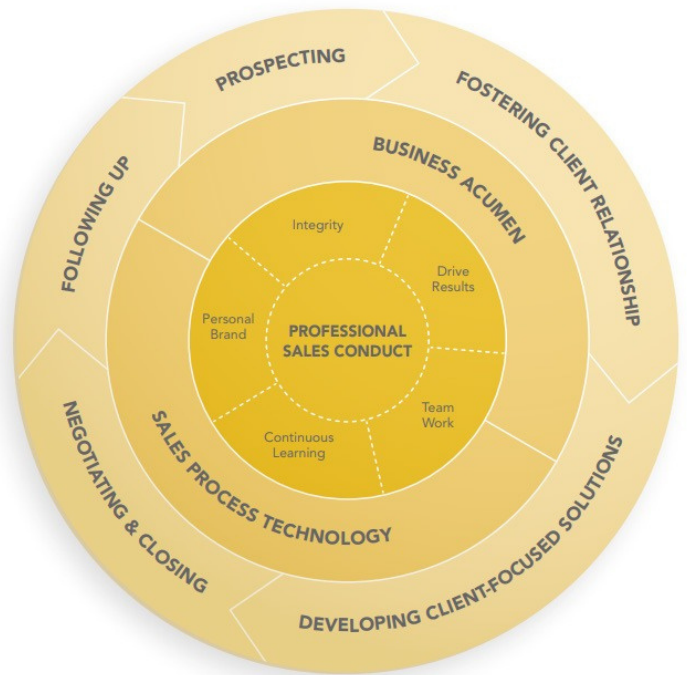 PROSPECTING
FOSTERING CLIENT RELATIONSHIP
DEVELOPING CLIENT-FOCUSED SOLUTIONS
NEGOTIATING & CLOSING
FOLLOWING UP
BUSINESS ACUMEN
SALES PROCESS TECHNOLOGY
Integrity
Drive
Results
Team
Work
Continuous
Learning
Personal
Brand
PROFESSIONAL
SALES CONDUCT